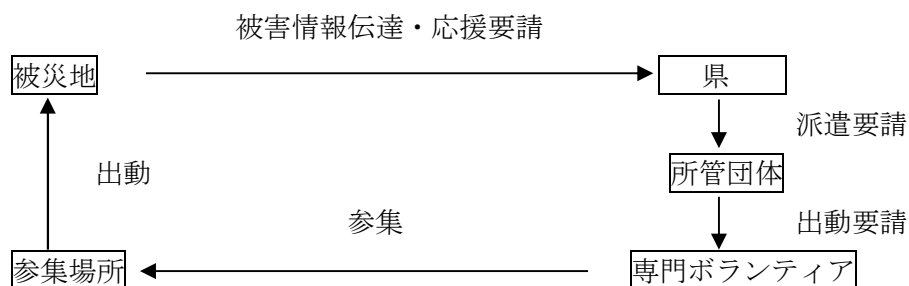 被害情報伝達・応援要請
被災地
県
派遣要請
出動
所管団体
参集
出動要請
参集場所
専門ボランティア